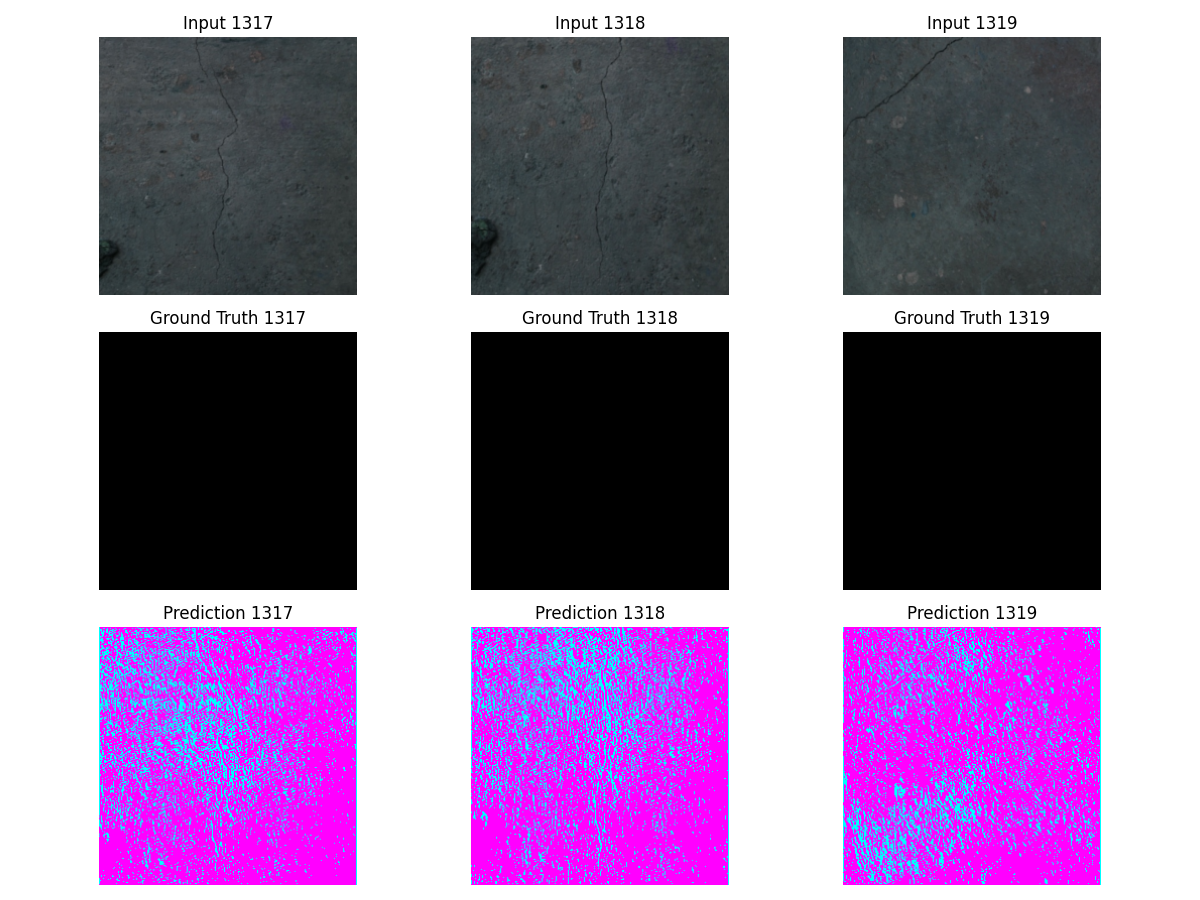 Input 1317
Input 1318
Input 1319
Ground Truth 1317
Ground Truth 1318
Ground Truth 1319
Prediction 1317
Prediction 1318
Prediction 1319